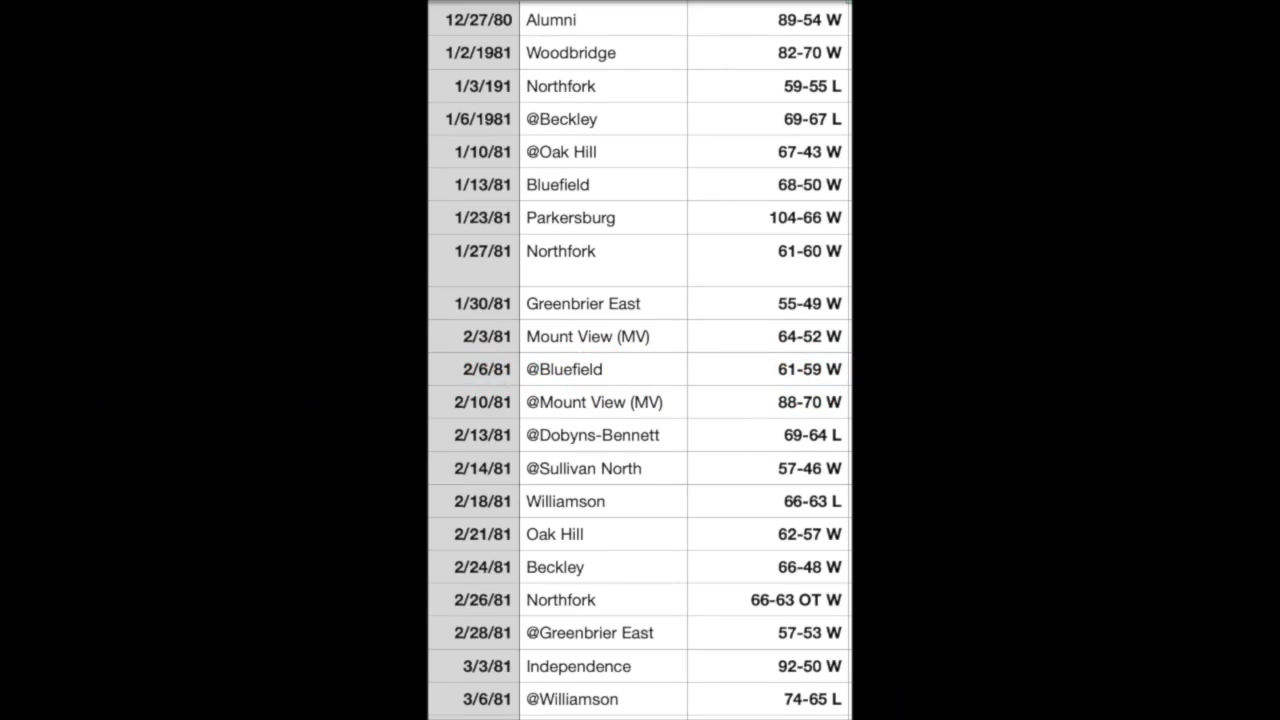 12/27/80 Alumni 89-54 W
1/2/1981 Woodbridge 82-70 W
1/3/191 Northfork 59-55 L
1/6/1981 @Beckley 69-67 L
1/10/81 @Oak Hill 67-43 W
1/13/81 Bluefield 68-50 W
1/23/81 Parkersburg 104-66 W
1/27/81 Northfork 61-60 W
1/30/81 Greenbrier East 55-49 W
2/3/81 Mount View (MV) 64-52 W
2/6/81 @Bluefield 61-59 W
2/10/81 @Mount View (MV) 88-70 W
2/13/81 @Dobyns-Bennett 69-64 L
2/14/81 @Sullivan North 57-46 W
2/18/81 Williamson 66-63 L
2/21/81 Oak Hill 62-57 W
2/24/81 Beckley 66-48 W
2/26/81 Northfork 66-63 OT W
2/28/81 @Greenbrier East 57-53 W
3/3/81 Independence 92-50 W
3/6/81 @Williamson 74-65 L